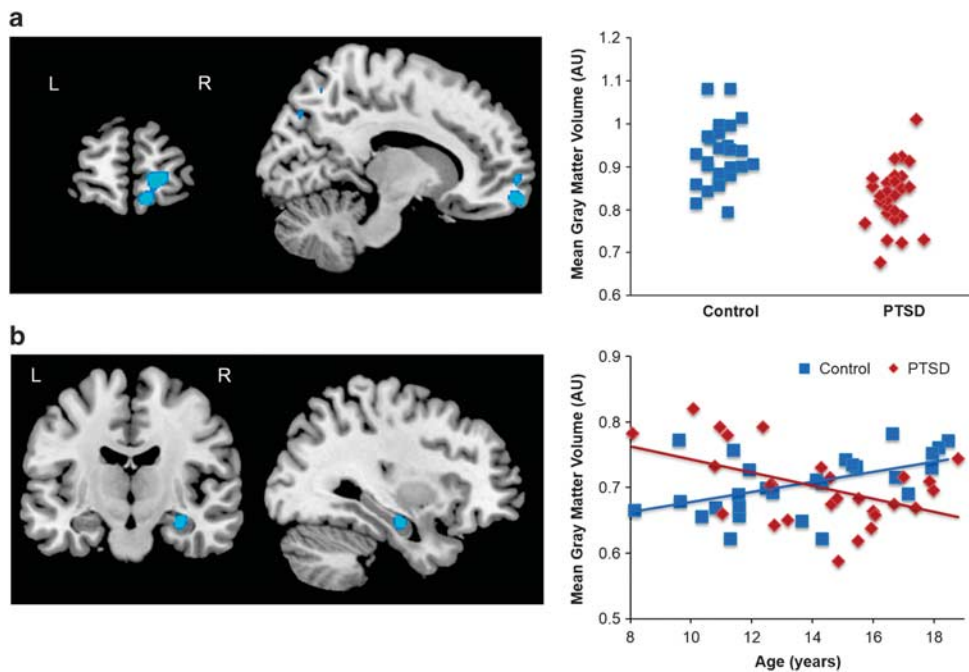 a
L
R
Mean Gray Matter Volume (AU)
1.2
1.1
1
0.9
0.8
0.7
0.6
Control
PTSD
b
L
R
Mean Gray Matter Volume (AU)
0.9
0.8
0.7
0.6
0.5
Control
PTSD
8
10
12
14
16
18
Age (years)